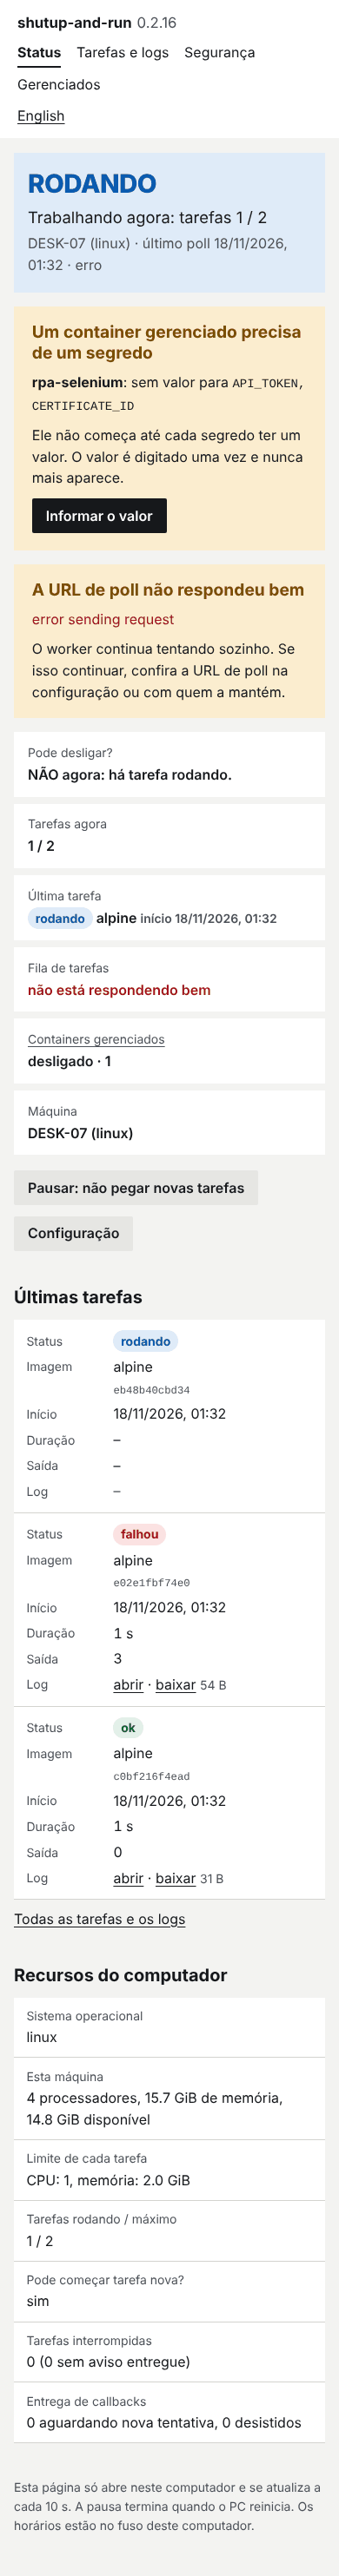 shutup-and-run 0.2.16
Status Tarefas e logs Segurança
Gerenciados
English
RODANDO
Trabalhando agora: tarefas 1 / 2
DESK-07 (linux) · último poll 18/11/2026,
01:32 · erro
Um container gerenciado precisa
de um segredo
rpa-selenium: sem valor para API_TOKEN,
CERTIFICATE_ID
Ele não começa até cada segredo ter um
valor. O valor é digitado uma vez e nunca
mais aparece.
Informar o valor
A URL de poll não respondeu bem
error sending request
O worker continua tentando sozinho. Se
isso continuar, confira a URL de poll na
configuração ou com quem a mantém.
Pode desligar?
NÃO agora: há tarefa rodando.
Tarefas agora
1 / 2
Última tarefa
rodando alpine início 18/11/2026, 01:32
Fila de tarefas
não está respondendo bem
Containers gerenciados
desligado · 1
Máquina
DESK-07 (linux)
Pausar: não pegar novas tarefas
Configuração
Últimas tarefas
Status rodando
Imagem alpine
eb48b40cbd34
Início 18/11/2026, 01:32
Duração –
Saída –
Log –
Status falhou
Imagem alpine
e02e1fbf74e0
Início 18/11/2026, 01:32
Duração 1 s
Saída 3
Log abrir · baixar 54 B
Status ok
Imagem alpine
c0bf216f4ead
Início 18/11/2026, 01:32
Duração 1 s
Saída 0
Log abrir · baixar 31 B
Todas as tarefas e os logs
Recursos do computador
Sistema operacional
linux
Esta máquina
4 processadores, 15.7 GiB de memória,
14.8 GiB disponível
Limite de cada tarefa
CPU: 1, memória: 2.0 GiB
Tarefas rodando / máximo
1 / 2
Pode começar tarefa nova?
sim
Tarefas interrompidas
0 (0 sem aviso entregue)
Entrega de callbacks
0 aguardando nova tentativa, 0 desistidos
Esta página só abre neste computador e se atualiza a
cada 10 s. A pausa termina quando o PC reinicia. Os
horários estão no fuso deste computador.